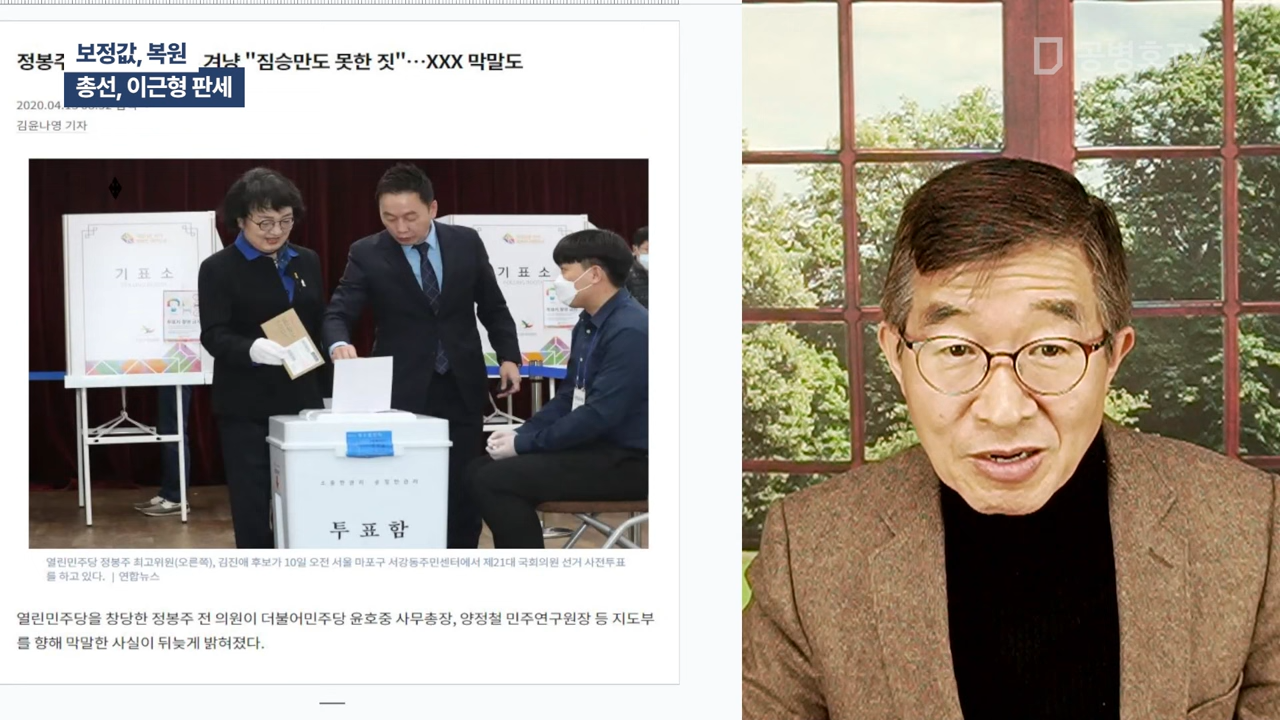 정봉주
보정값, 복원
겨냥 "짐승만도 못한 짓"…XXX 막말도
총선, 이근형 판세
김윤나영 기자
기표소
기표소
투표함
열린민주당 정봉주 최고위원(오른쪽), 김진애 후보가 10일 오전 서울 마포구 서강동주민센터에서 제21대 국회의원 선거 사전투표
를 하고 있다. | 연합뉴스
열린민주당을 창당한 정봉주 전 의원이 더불어민주당 윤호중 사무총장, 양정철 민주연구원장 등 지도부
를 향해 막말한 사실이 뒤늦게 밝혀졌다.